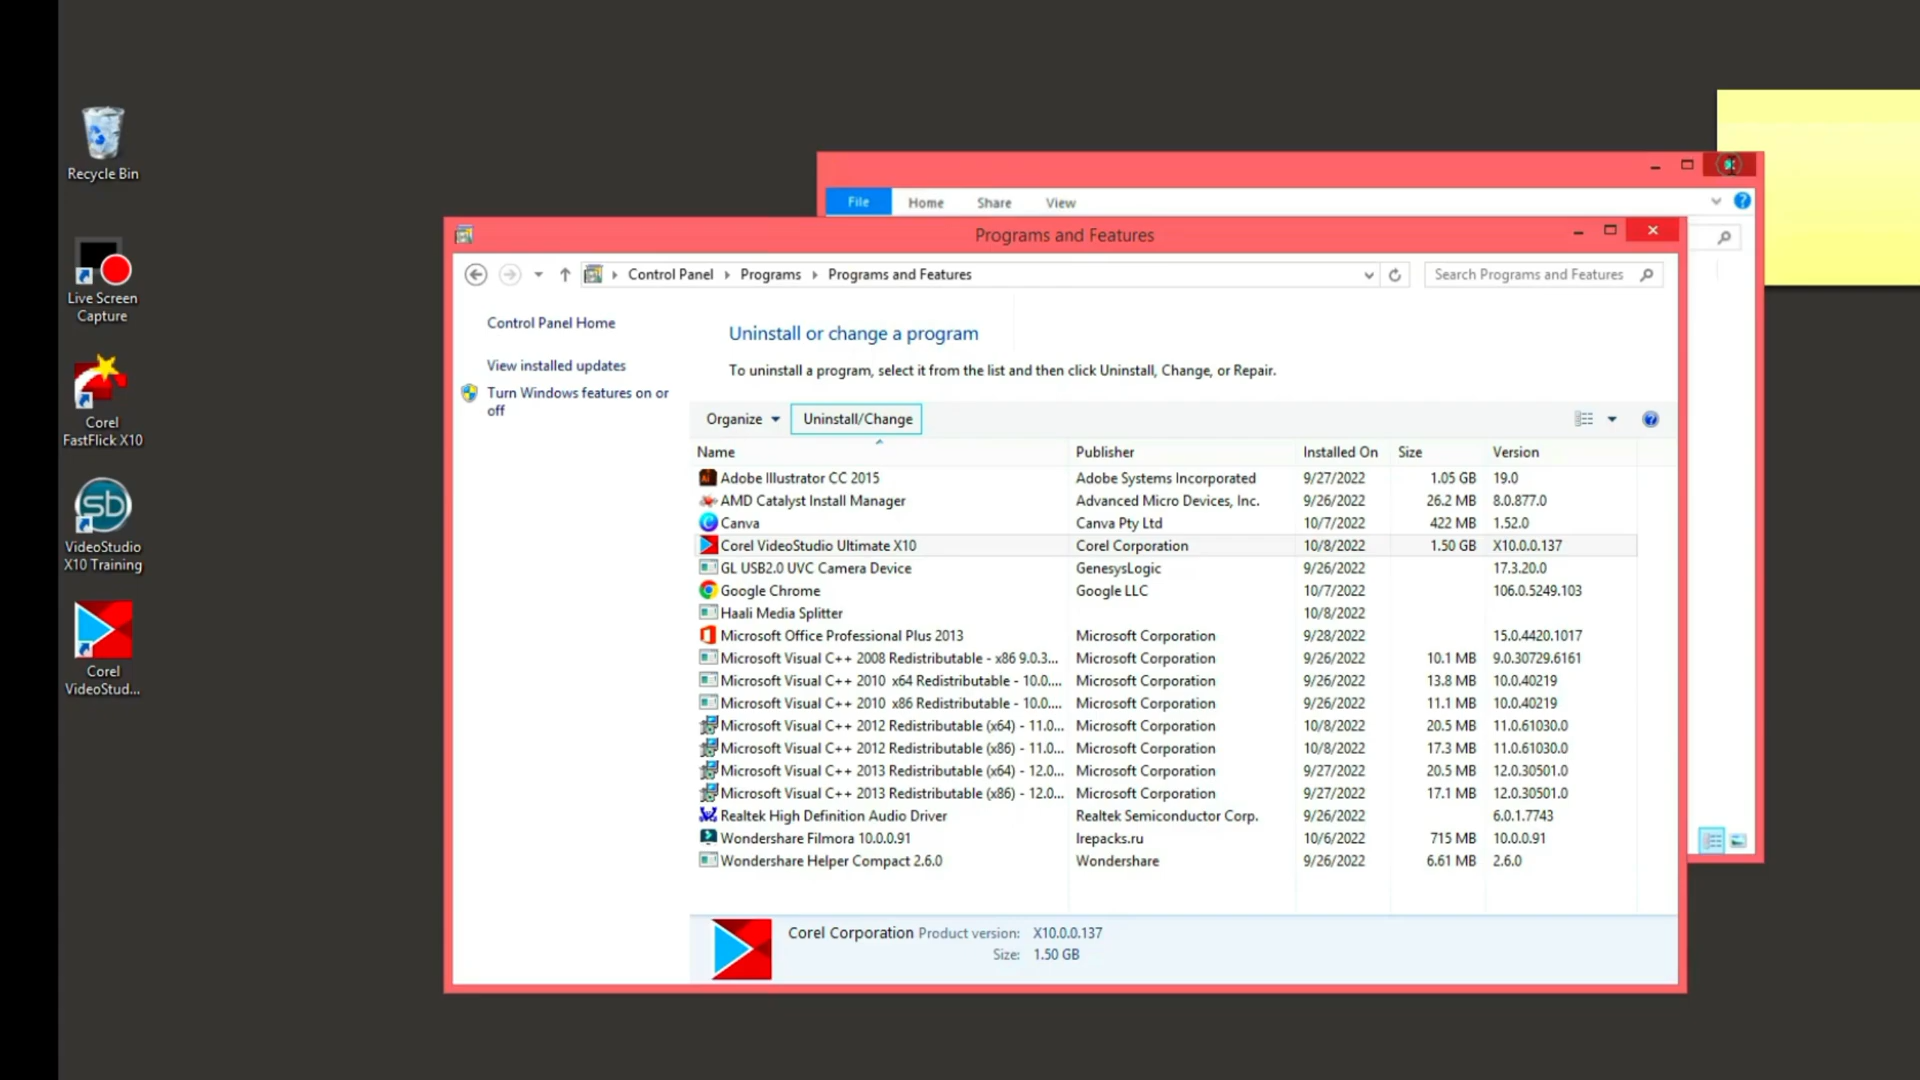 Recycle Bin
Live Screen
Capture
Corel
FastFlick X10
VideoStudio
X10 Training
Corel
VideoStud...
File Home Share View
Programs and Features
Control Panel Programs Programs and Features
Search Programs and Features
Control Panel Home
View installed updates
Turn Windows features on or
off
Uninstall or change a program
To uninstall a program, select it from the list and then click Uninstall, Change, or Repair.
Organize Uninstall/Change
Name Publisher Installed On Size Version
Adobe Illustrator CC 2015 Adobe Systems Incorporated 9/27/2022 1.05 GB 19.0
AMD Catalyst Install Manager Advanced Micro Devices, Inc. 9/26/2022 26.2 MB 8.0.877.0
Canva Canva Pty Ltd 10/7/2022 422 MB 1.52.0
Corel VideoStudio Ultimate X10 Corel Corporation 10/8/2022 1.50 GB X10.0.0.137
GL USB2.0 UVC Camera Device GenesysLogic 9/26/2022 17.3.20.0
Google Chrome Google LLC 10/7/2022 106.0.5249.103
Haali Media Splitter 10/8/2022
Microsoft Office Professional Plus 2013 Microsoft Corporation 9/28/2022 15.0.4420.1017
Microsoft Visual C++ 2008 Redistributable - x86 9.0.3... Microsoft Corporation 9/26/2022 10.1 MB 9.0.30729.6161
Microsoft Visual C++ 2010 x64 Redistributable - 10.0.... Microsoft Corporation 9/26/2022 13.8 MB 10.0.40219
Microsoft Visual C++ 2010 x86 Redistributable - 10.0.... Microsoft Corporation 9/26/2022 11.1 MB 10.0.40219
Microsoft Visual C++ 2012 Redistributable (x64) - 11.0... Microsoft Corporation 10/8/2022 20.5 MB 11.0.61030.0
Microsoft Visual C++ 2012 Redistributable (x86) - 11.0... Microsoft Corporation 10/8/2022 17.3 MB 11.0.61030.0
Microsoft Visual C++ 2013 Redistributable (x64) - 12.0... Microsoft Corporation 9/27/2022 20.5 MB 12.0.30501.0
Microsoft Visual C++ 2013 Redistributable (x86) - 12.0... Microsoft Corporation 9/27/2022 17.1 MB 12.0.30501.0
Realtek High Definition Audio Driver Realtek Semiconductor Corp. 9/26/2022 6.0.1.7743
Wondershare Filmora 10.0.0.91 lrepacks.ru 10/6/2022 715 MB 10.0.0.91
Wondershare Helper Compact 2.6.0 Wondershare 9/26/2022 6.61 MB 2.6.0
Corel Corporation Product version: X10.0.0.137
Size: 1.50 GB